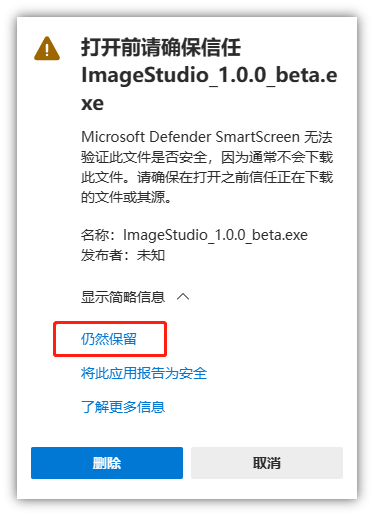 打开前请确保信任
ImageStudio_1.0.0_beta.e
xe
Microsoft Defender SmartScreen 无法
验证此文件是否安全，因为通常不会下载
此文件。请确保在打开之前信任正在下载
的文件或其源。
名称：ImageStudio_1.0.0_beta.exe
发布者：未知
显示简略信息
仍然保留
将此应用报告为安全
了解更多信息
删除
取消